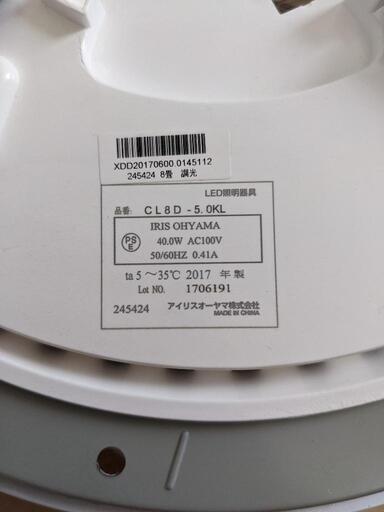 XDD20170600.0145112
245424 8畳 調光
LED照明器具
品番: CL8D-5.0KL
PS
E
IRIS OHYAMA
40.0W AC100V
50/60HZ 0.41A
ta 5~35℃ 2017 年製
Lot NO. 1706191
245424 アイリスオーヤマ株式会社
MADE IN CHINA